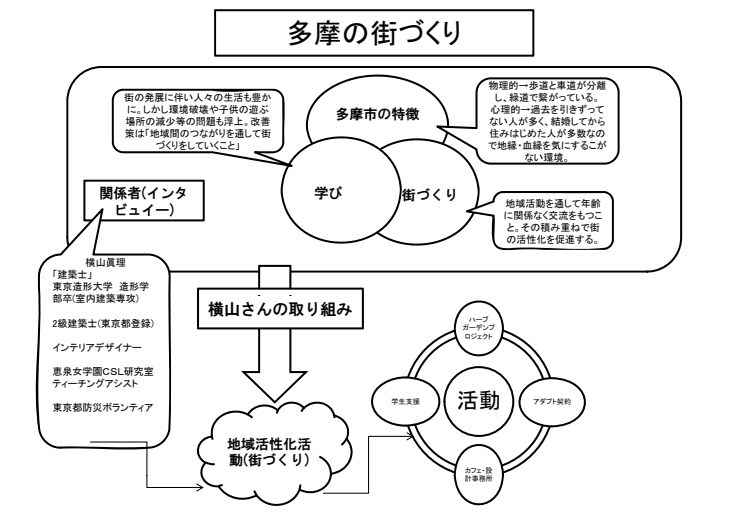 多摩の街づくり
街の発展に伴い人々の生活も豊か
に。しかし環境破壊や子供の遊ぶ
場所の減少等の問題も浮上。改善
策は「地域間のつながりを通して街
づくりをしていくこと」
多摩市の特徴
物理的→歩道と車道が分離
し、緑道で繋がっている。
心理的→過去を引きずって
ない人が多く、結婚してから
住みはじめた人が多数なの
で地縁・血縁を気にするこが
ない環境。
学び
街づくり
地域活動を通して年齢
に関係なく交流をもつこ
と。その積み重ねで街
の活性化を促進する。
関係者(インタ
ビュイー)
横山眞理
「建築士」
東京造形大学 造形学
部卒(室内建築専攻)
2級建築士(東京都登録)
インテリアデザイナー
恵泉女学園CSL研究室
ティーチングアシスト
東京都防災ボランティア
横山さんの取り組み
地域活性化活
動(街づくり)
ハーブ
ガーデンプ
ロジェクト
学生支援
活動
アダプト契約
カフェ・設
計事務所